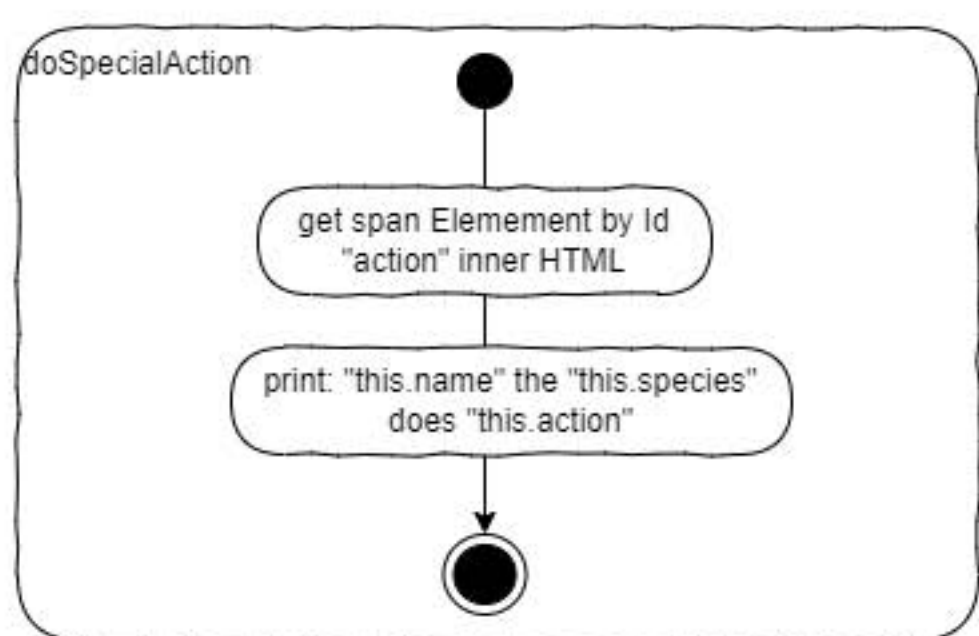 doSpecialAction
get span Elemement by Id
"action" inner HTML
print: "this.name" the "this.species"
does "this.action"